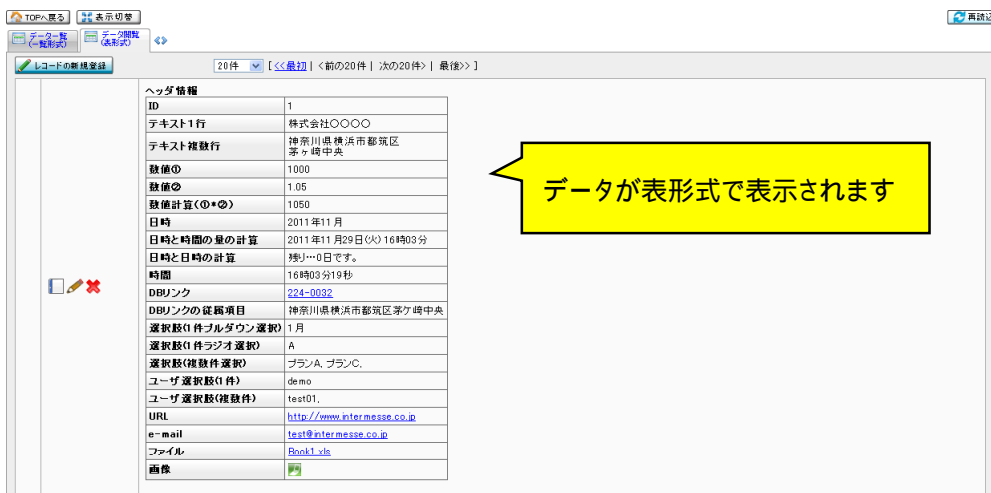 TOPへ戻る 表示切替 再読込
データ一覧 (一覧形式) データ閲覧 (表形式)
レコードの新規登録 20件 [<<最初 | <前の20件 | 次の20件> | 最後>> ]
ヘッダ情報
ID 1
テキスト1行 株式会社〇〇〇〇
テキスト複数行 神奈川県横浜市都筑区
茅ヶ崎中央
数値① 1000
数値② 1.05
数値計算(①*②) 1050
日時 2011年11月
日時と時間の量の計算 2011年11月29日(火)16時03分
日時と日時の計算 残り…0日です。
時間 16時03分19秒
DBリンク 224-0032
DBリンクの従属項目 神奈川県横浜市都筑区茅ケ崎中央
選択肢(1件プルダウン選択) 1月
選択肢(1件ラジオ選択) A
選択肢(複数件選択) プランA, プランC,
ユーザ選択肢(1件) demo
ユーザ選択肢(複数件) test01,
URL http://www.intermesse.co.jp
e-mail test@intermesse.co.jp
ファイル Book1.xls
画像
データが表形式で表示されます